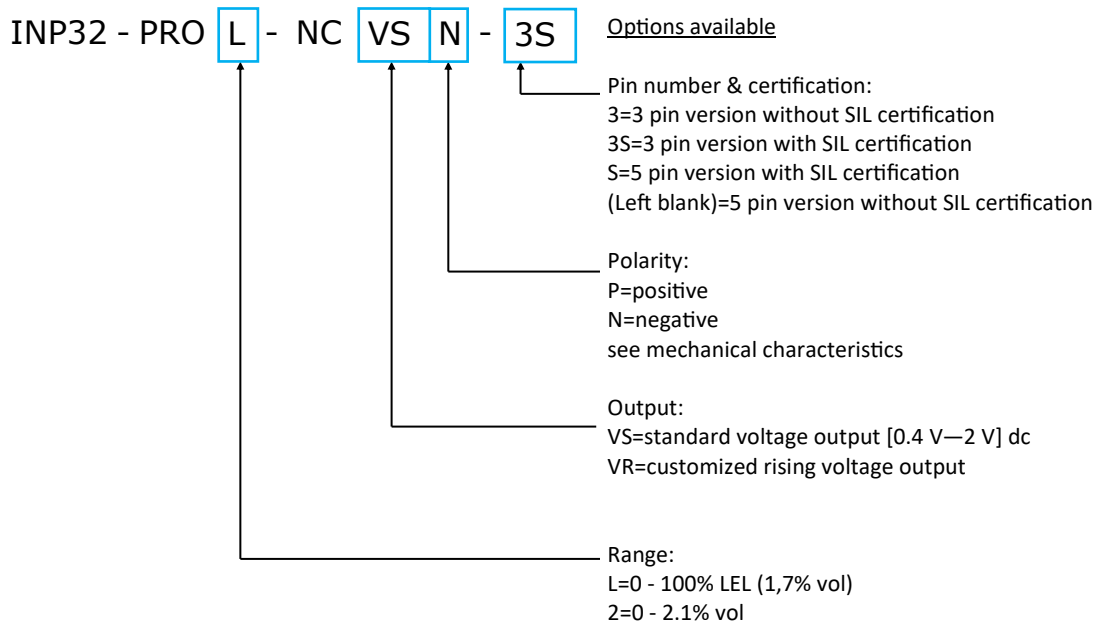 INP32 - PRO L - NC VS N - 3S
Options available
Pin number & certification:
3=3 pin version without SIL certification
3S=3 pin version with SIL certification
S=5 pin version with SIL certification
(Left blank)=5 pin version without SIL certification
Polarity:
P=positive
N=negative
see mechanical characteristics
Output:
VS=standard voltage output [0.4 V—2 V] dc
VR=customized rising voltage output
Range:
L=0 - 100% LEL (1,7% vol)
2=0 - 2.1% vol